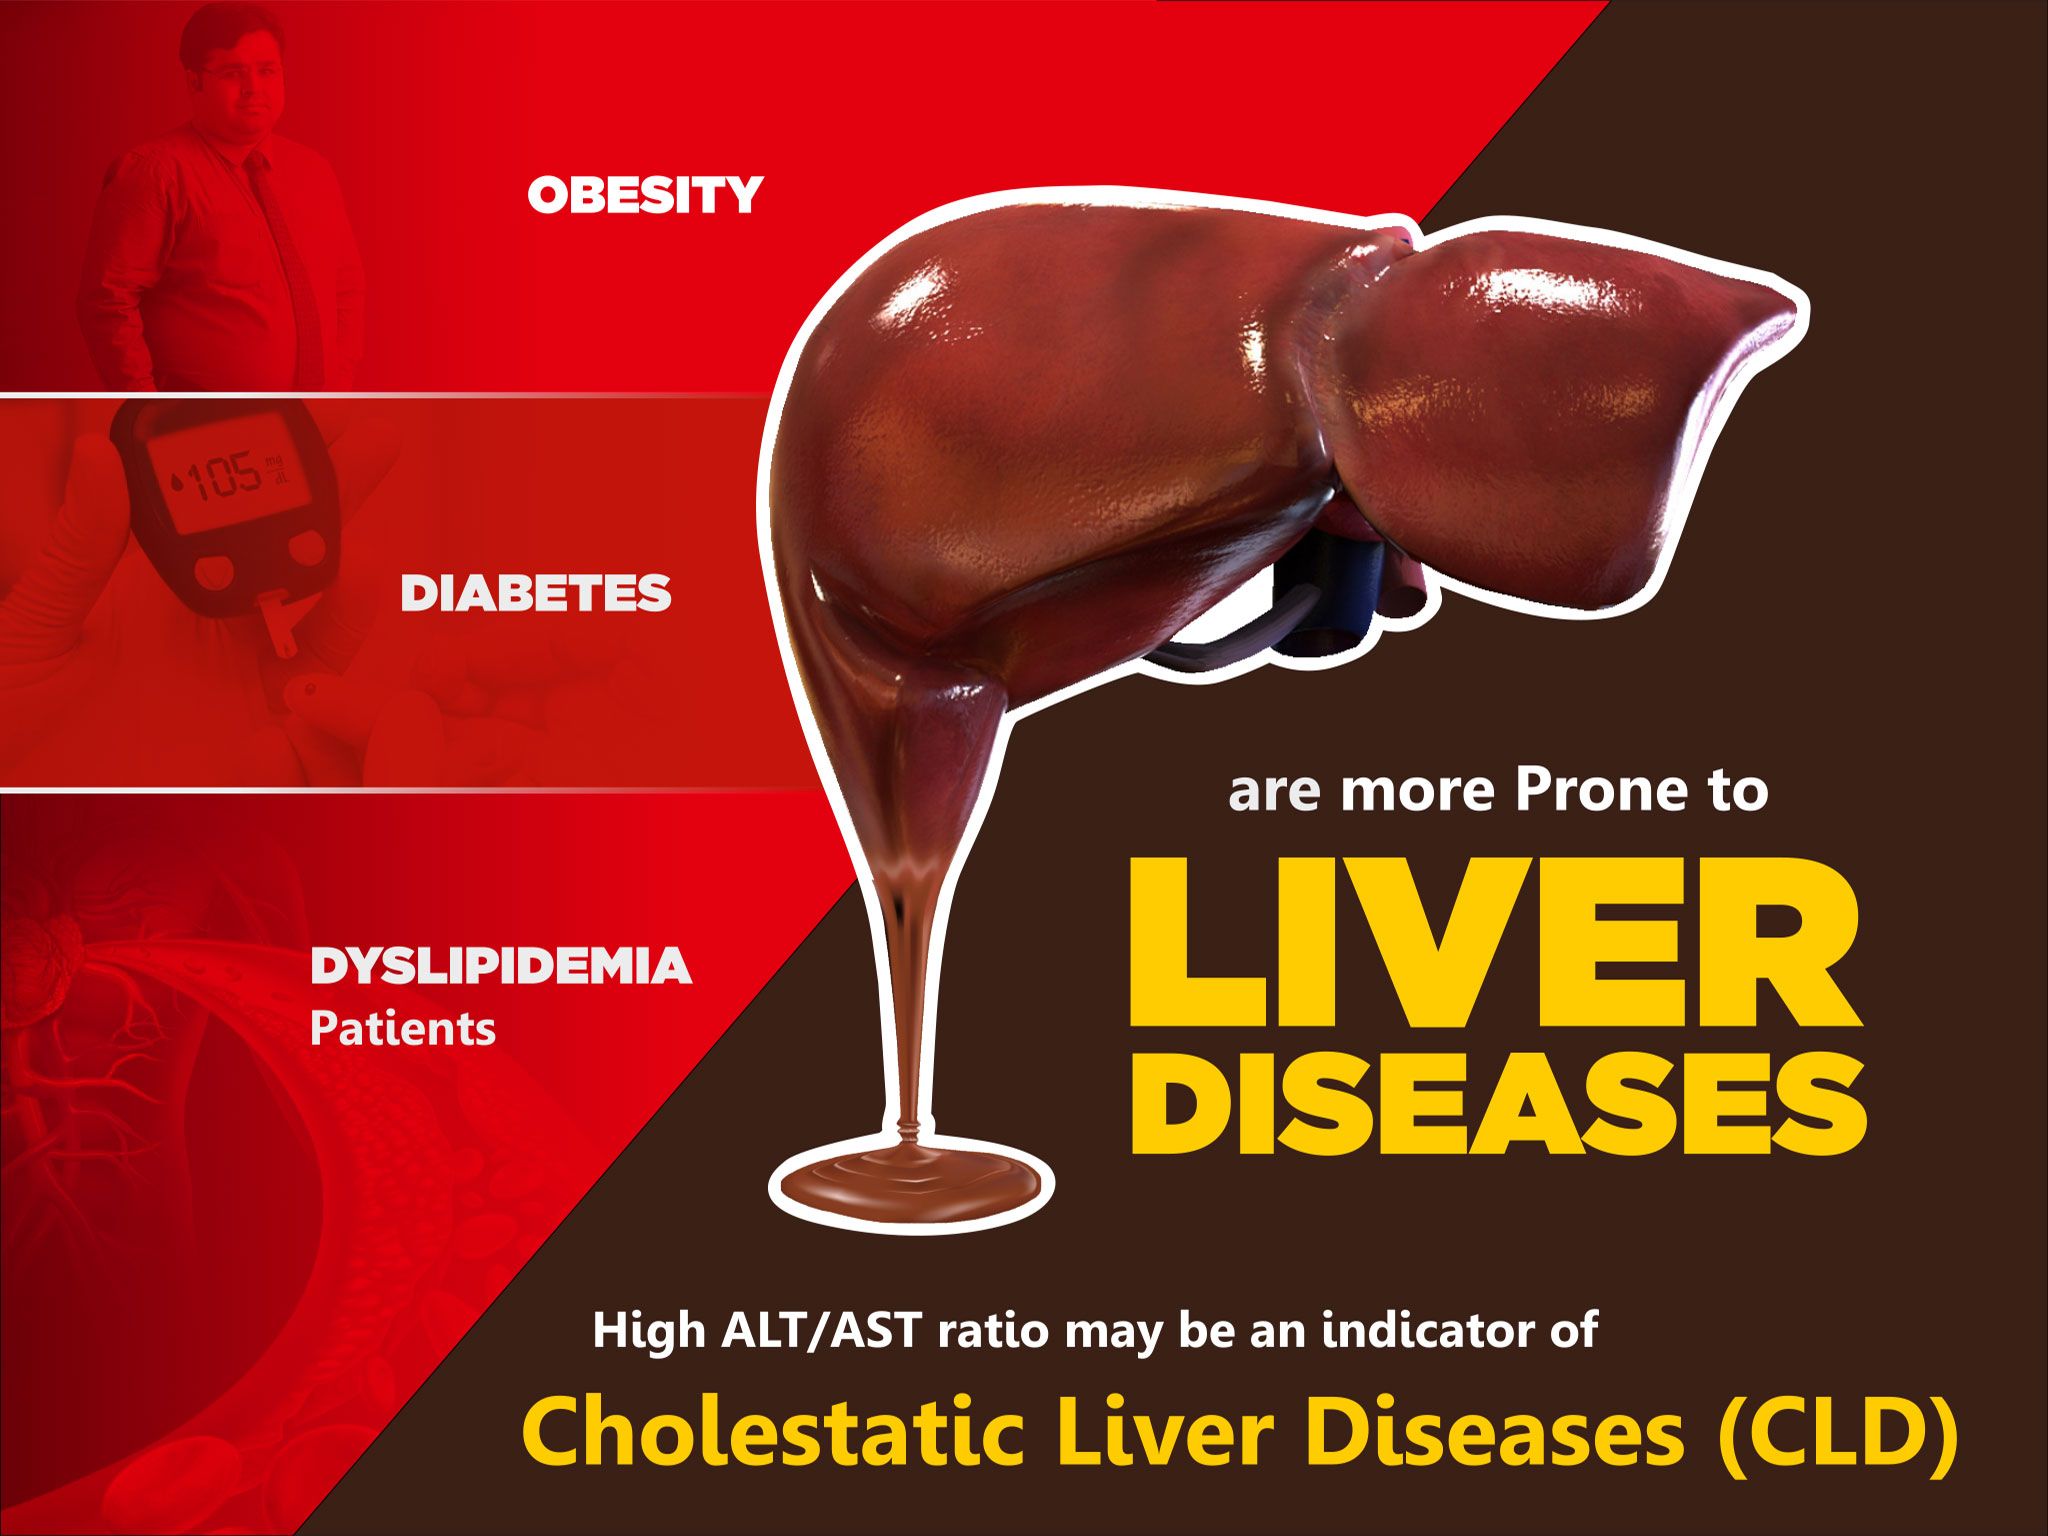 OBESITY
105 mg/dL
DIABETES
DYSLIPIDEMIA
Patients
are more Prone to
LIVER
DISEASES
High ALT/AST ratio may be an indicator of
Cholestatic Liver Diseases (CLD)